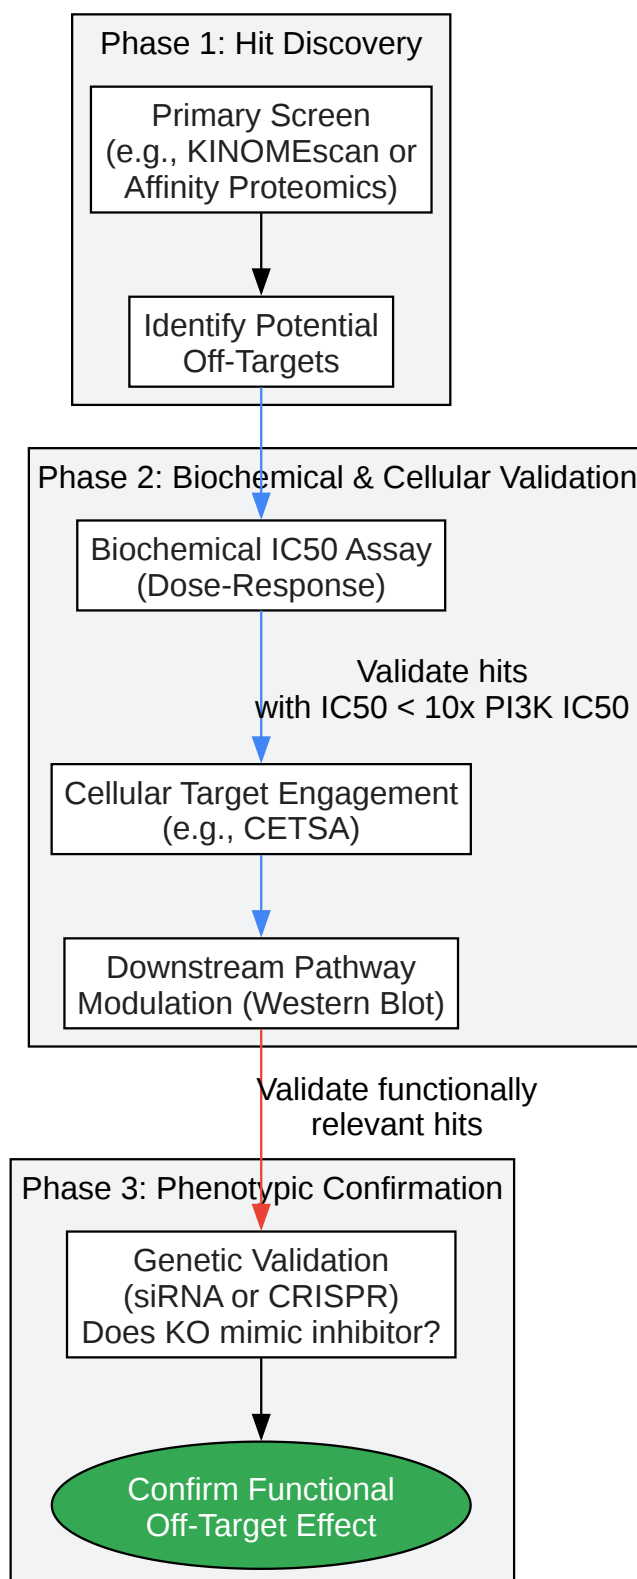 Phase 1: Hit Discovery
Primary Screen
(e.g., KINOMEscan or
Affinity Proteomics)
Identify Potential
Off-Targets
Phase 2: Biochemical & Cellular Validation
Biochemical IC50 Assay
(Dose-Response)
Validate hits
with IC50 < 10x PI3K IC50
Cellular Target Engagement
(e.g., CETSA)
Downstream Pathway
Modulation (Western Blot)
Validate functionally
relevant hits
Phase 3: Phenotypic Confirmation
Genetic Validation
(siRNA or CRISPR)
Does KO mimic inhibitor?
Confirm Functional
Off-Target Effect